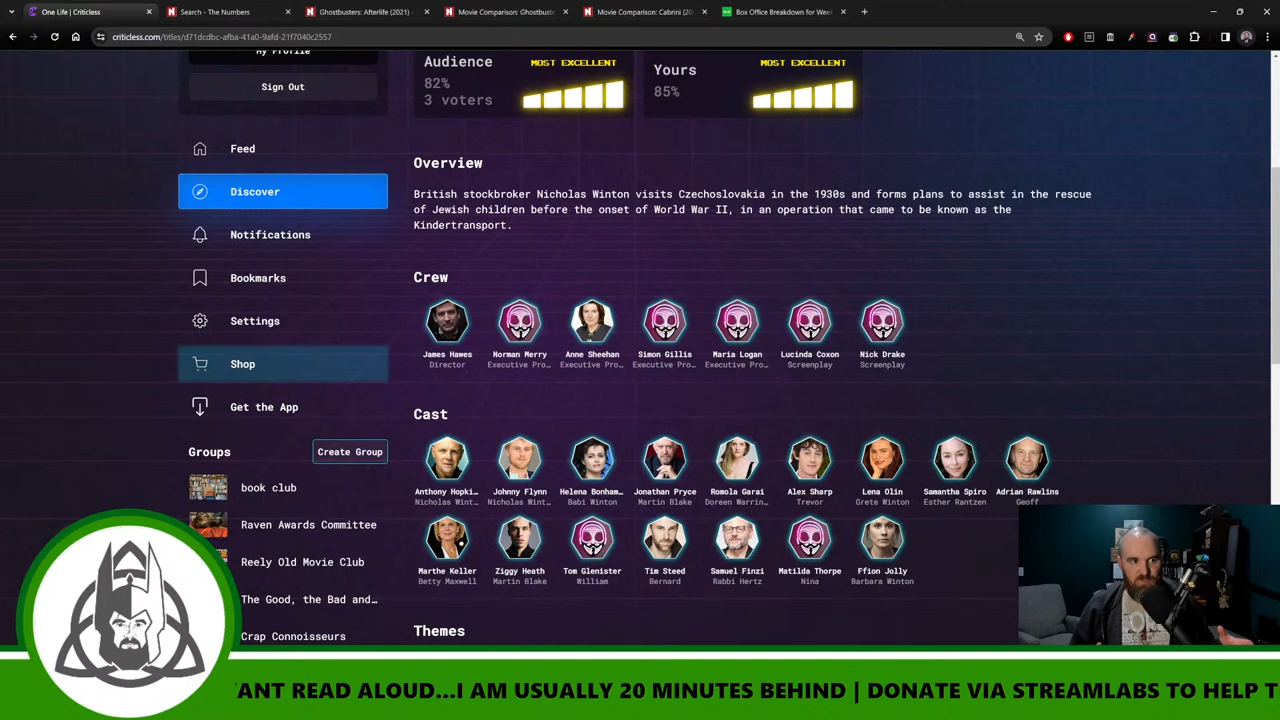 One Life | Criticless
Search - The Numbers
Ghostbusters: Afterlife (2021) -
Movie Comparison: Ghostbuste
Movie Comparison: Cabrini (20
Box Office Breakdown for Week
criticless.com/titles/d71dcdbc-afba-41a0-9afd-21f7040c2557
My Profile
Sign Out
Feed
Discover
Notifications
Bookmarks
Settings
Shop
Get the App
Groups
Create Group
book club
Raven Awards Committee
Reely Old Movie Club
The Good, the Bad and…
Crap Connoisseurs
Audience
MOST EXCELLENT
82%
3 voters
Yours
MOST EXCELLENT
85%
Overview
British stockbroker Nicholas Winton visits Czechoslovakia in the 1930s and forms plans to assist in the rescue
of Jewish children before the onset of World War II, in an operation that came to be known as the
Kindertransport.
Crew
James Hawes Norman Merry Anne Sheehan Simon Gillis Maria Logan Lucinda Coxon Nick Drake
Director Executive Pro… Executive Pro… Executive Pro… Executive Pro… Screenplay Screenplay
Cast
Anthony Hopki… Johnny Flynn Helena Bonham… Jonathan Pryce Romola Garai Alex Sharp Lena Olin Samantha Spiro Adrian Rawlins
Nicholas Wint… Nicholas Wint… Babi Winton Martin Blake Doreen Warrin… Trevor Grete Winton Esther Rantzen Geoff
Marthe Keller Ziggy Heath Tom Glenister Tim Steed Samuel Finzi Matilda Thorpe Ffion Jolly
Betty Maxwell Martin Blake William Bernard Rabbi Hertz Nina Barbara Winton
Themes
ANT READ ALOUD...I AM USUALLY 20 MINUTES BEHIND | DONATE VIA STREAMLABS TO HELP T